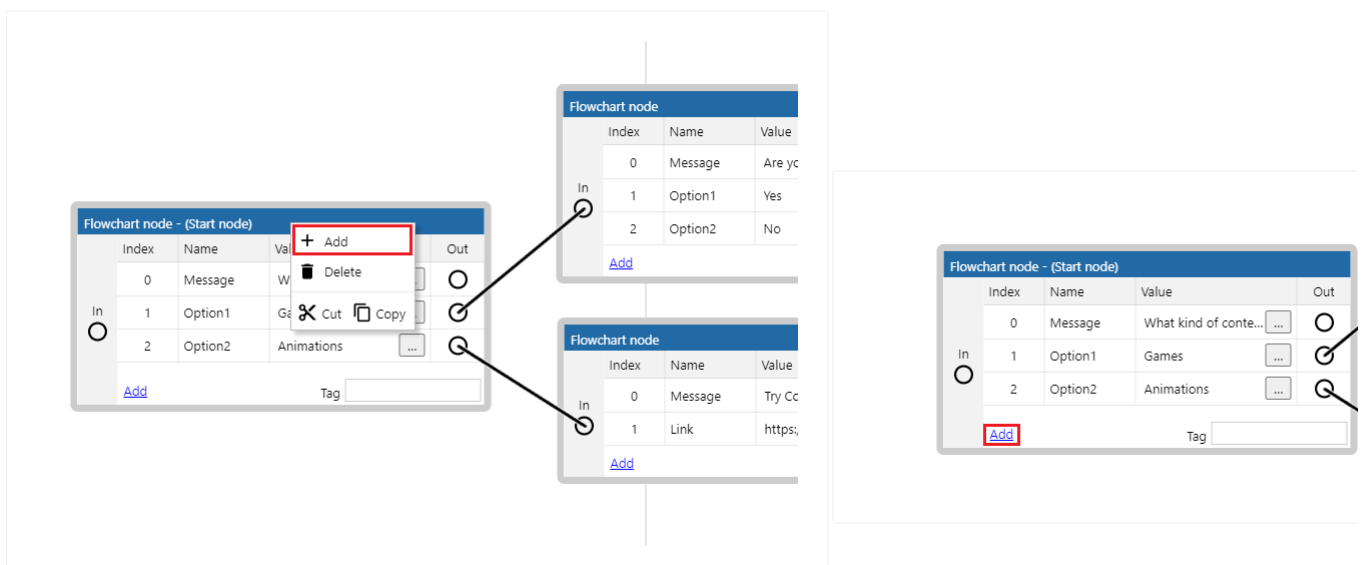 Flowchart node
Index Name Value
0 Message Are yo
In
1 Option1 Yes
2 Option2 No
Add
Flowchart node - (Start node)
Index Name Val Out
0 Message W
In
1 Option1 Ga
2 Option2 Animations ...
Add Tag
+ Add
Delete
Cut Copy
Flowchart node
Index Name Value
0 Message Try Co
In
1 Link https:/
Add
Flowchart node - (Start node)
Index Name Value Out
0 Message What kind of conte... ...
In
1 Option1 Games ...
2 Option2 Animations ...
Add Tag